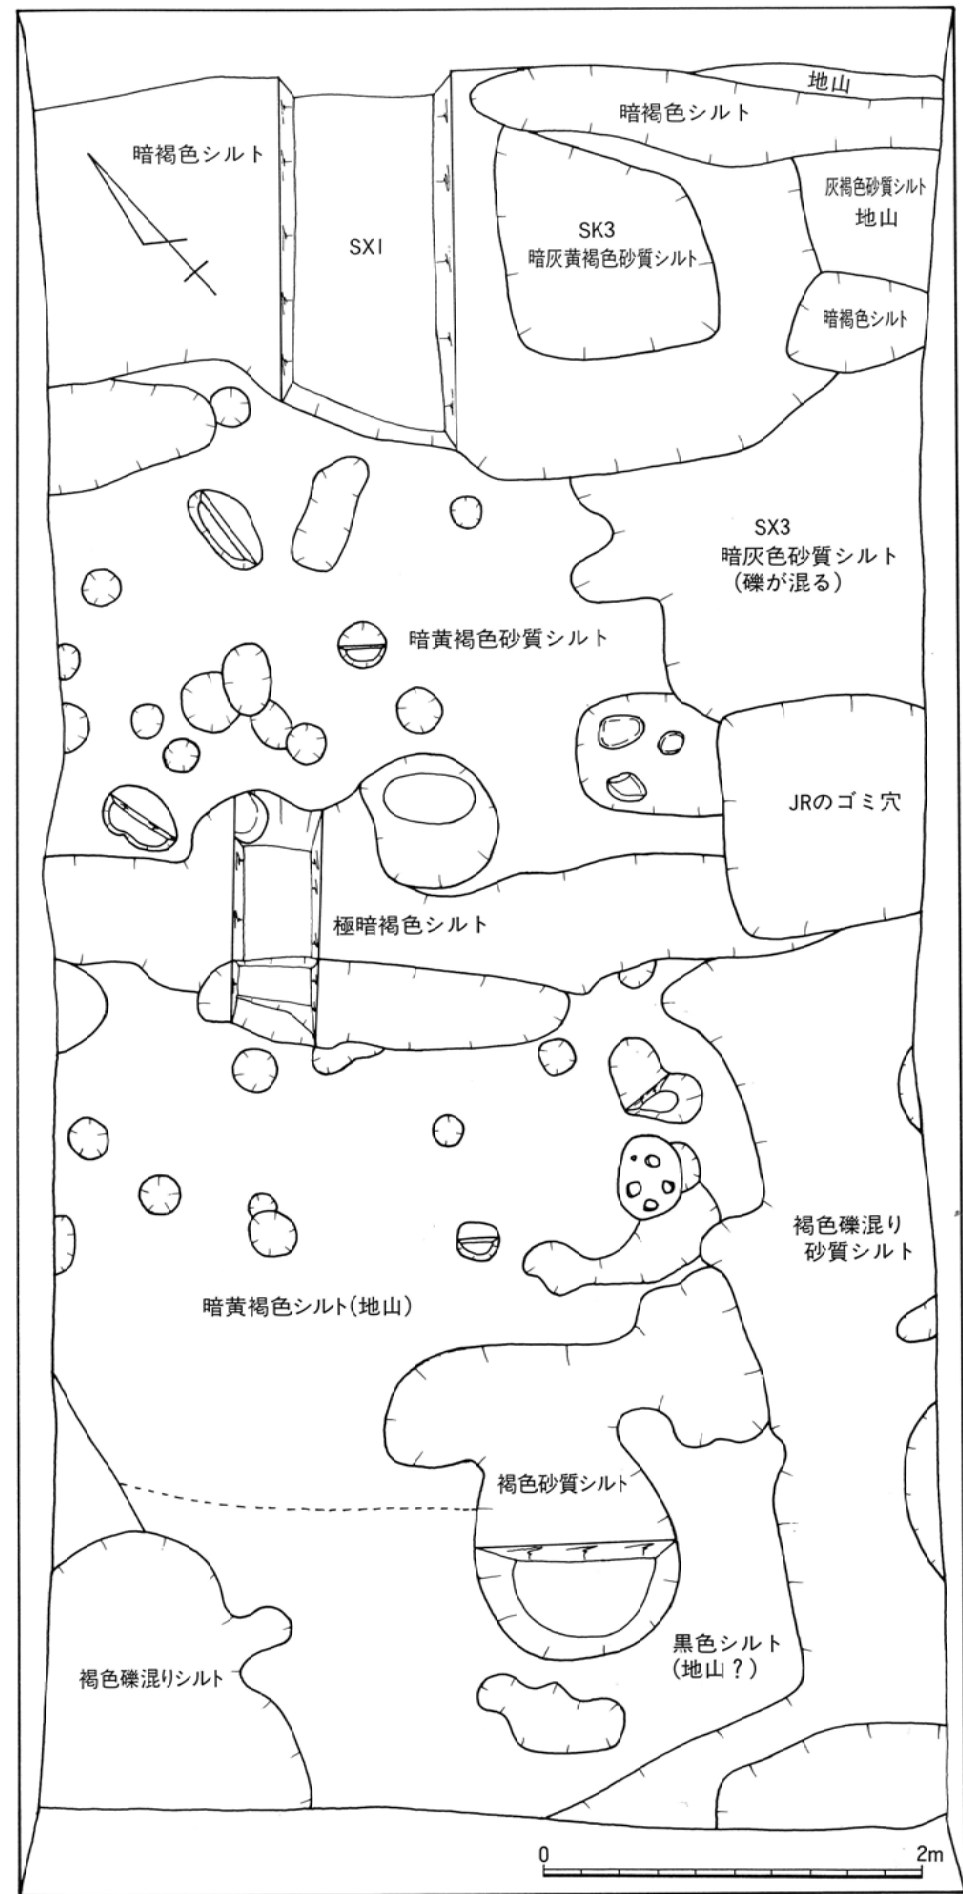 地山
暗褐色シルト
暗褐色シルト
灰褐色砂質シルト
地山
SX1
SK3
暗灰黄褐色砂質シルト
暗褐色シルト
SX3
暗灰色砂質シルト
(礫が混る)
暗黄褐色砂質シルト
JRのゴミ穴
極暗褐色シルト
褐色礫混り
砂質シルト
暗黄褐色シルト(地山)
褐色砂質シルト
黒色シルト
(地山?)
褐色礫混りシルト
0 2m